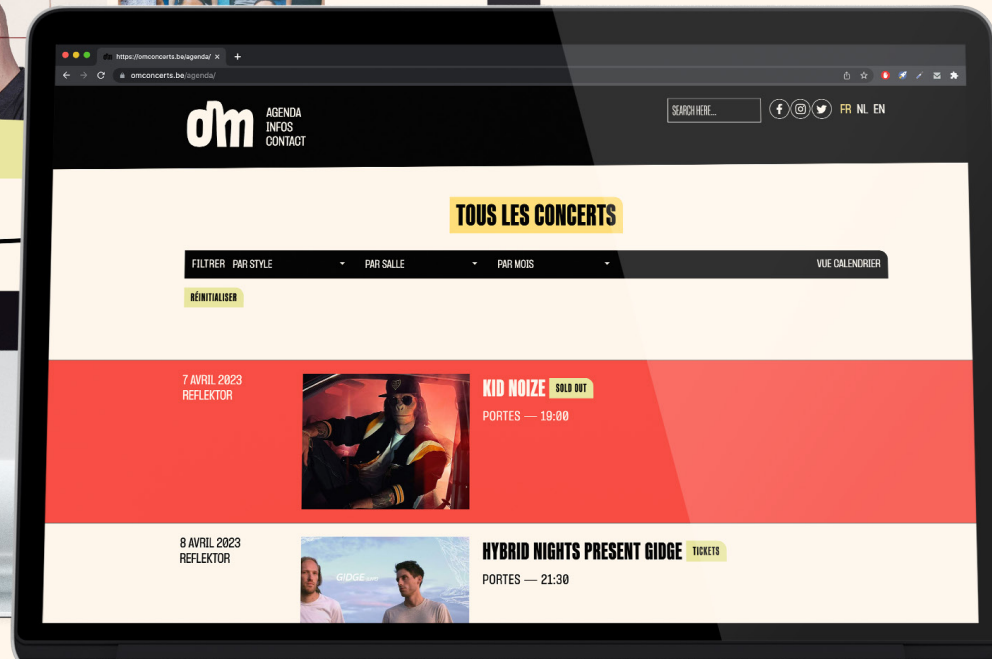 https://omconcerts.be/agenda/
omconcerts.be/agenda/
om
AGENDA
INFOS
CONTACT
SEARCH HERE...
FR NL EN
TOUS LES CONCERTS
FILTRER PAR STYLE PAR SALLE PAR MOIS VUE CALENDRIER
RÉINITIALISER
7 AVRIL 2023
REFLEKTOR
KID NOIZE SOLD OUT
PORTES — 19:00
8 AVRIL 2023
REFLEKTOR
HYBRID NIGHTS PRESENT GIDGE TICKETS
PORTES — 21:30
GIDGE